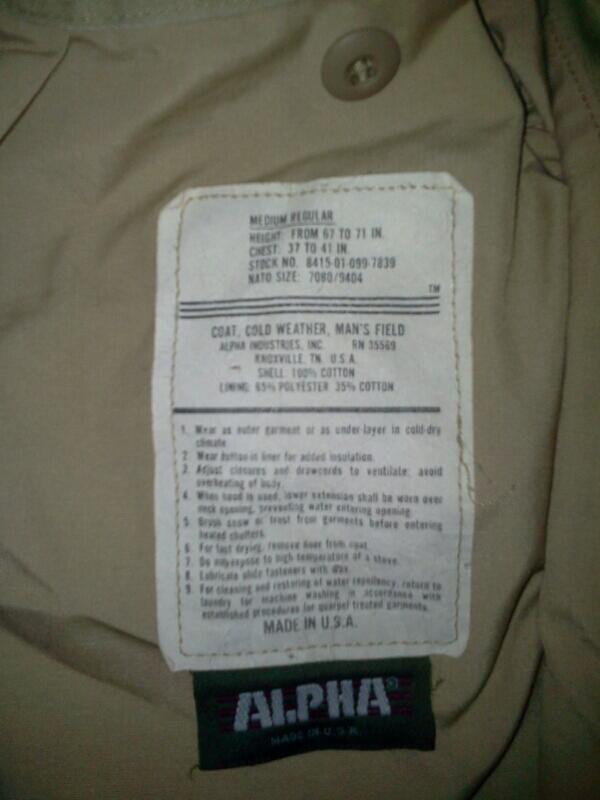 MEDIUM REGULAR
HEIGHT: FROM 67 TO 71 IN.
CHEST: 37 TO 41 IN.
STOCK NO. 8415-01-099-7839
NATO SIZE: 7080/9404
TM
COAT, COLD WEATHER, MAN'S FIELD
ALPHA INDUSTRIES, INC. RN 35569
KNOXVILLE, TN. U.S.A.
SHELL: 100% COTTON
LINING: 65% POLYESTER 35% COTTON
1. Wear as outer garment or as under-layer in cold-dry
climate.
2. Wear button-in liner for added insulation.
3. Adjust closures and drawcords to ventilate; avoid
overheating of body.
4. When hood is used, lower extension shall be worn over
neck opening, preventing water entering opening.
5. Brush snow or frost from garments before entering
heated shelters.
6. For fast drying, remove liner from coat.
7. Do not expose to high temperature of a stove.
8. Lubricate slide fasteners with wax.
9. For cleaning and restoring of water repellency, return to
laundry for machine washing in accordance with
established procedures for quarpel treated garments.
MADE IN U.S.A.
ALPHA®
MADE IN U.S.A.